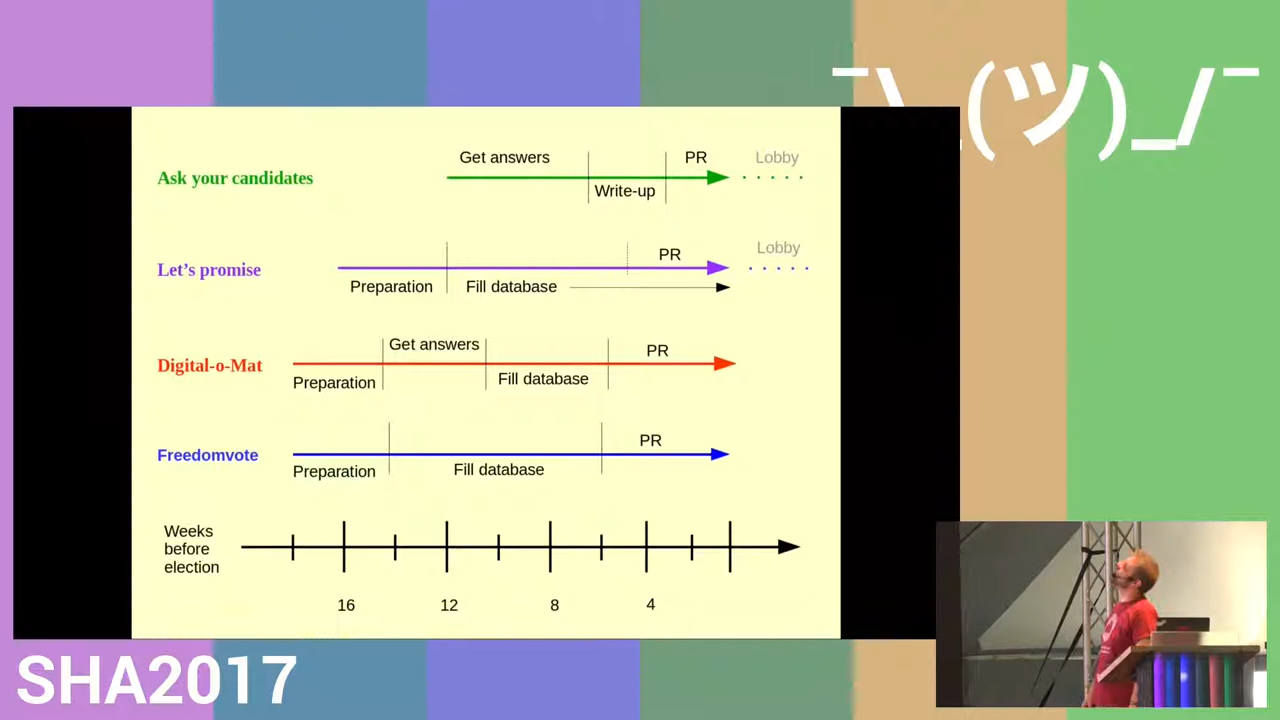 ¯\_(ツ)_/¯
Get answers
PR
Lobby
Ask your candidates
Write-up
Lobby
PR
Let's promise
Preparation
Fill database
Get answers
PR
Digital-o-Mat
Preparation
Fill database
PR
Freedomvote
Preparation
Fill database
Weeks
before
election
16
12
8
4
SHA2017